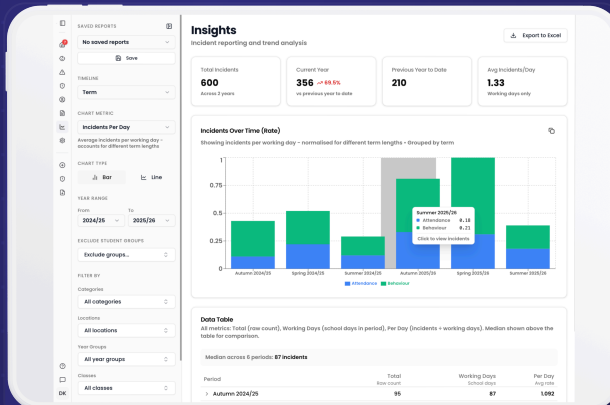 SAVED REPORTS
No saved reports
Save
TIMELINE
Term
CHART METRIC
Incidents Per Day
Average incidents per working day -
accounts for different term lengths
CHART TYPE
Bar
Line
YEAR RANGE
From
To
2024/25
2025/26
EXCLUDE STUDENT GROUPS
Exclude groups...
FILTER BY
Categories
All categories
Locations
All locations
Year Groups
All year groups
Classes
All classes
DK
Insights
Incident reporting and trend analysis
Export to Excel
Total Incidents
600
Across 2 years
Current Year
356 69.5%
vs previous year to date
Previous Year to Date
210
Avg Incidents/Day
1.33
Working days only
Incidents Over Time (Rate)
Showing incidents per working day - normalised for different term lengths • Grouped by term
1
0.75
0.5
0.25
0
Autumn 2024/25
Spring 2024/25
Summer 2024/25
Autumn 2025/26
Spring 2025/26
Summer 2025/26
Summer 2025/26
Attendance 0.18
Behaviour 0.21
Click to view incidents
Attendance
Behaviour
Data Table
All metrics: Total (raw count), Working Days (school days in period), Per Day (incidents ÷ working days). Median shown above the
table for comparison.
Median across 6 periods: 87 incidents
Period
Total
Raw count
Working Days
School days
Per Day
Avg rate
Autumn 2024/25
95
87
1.092